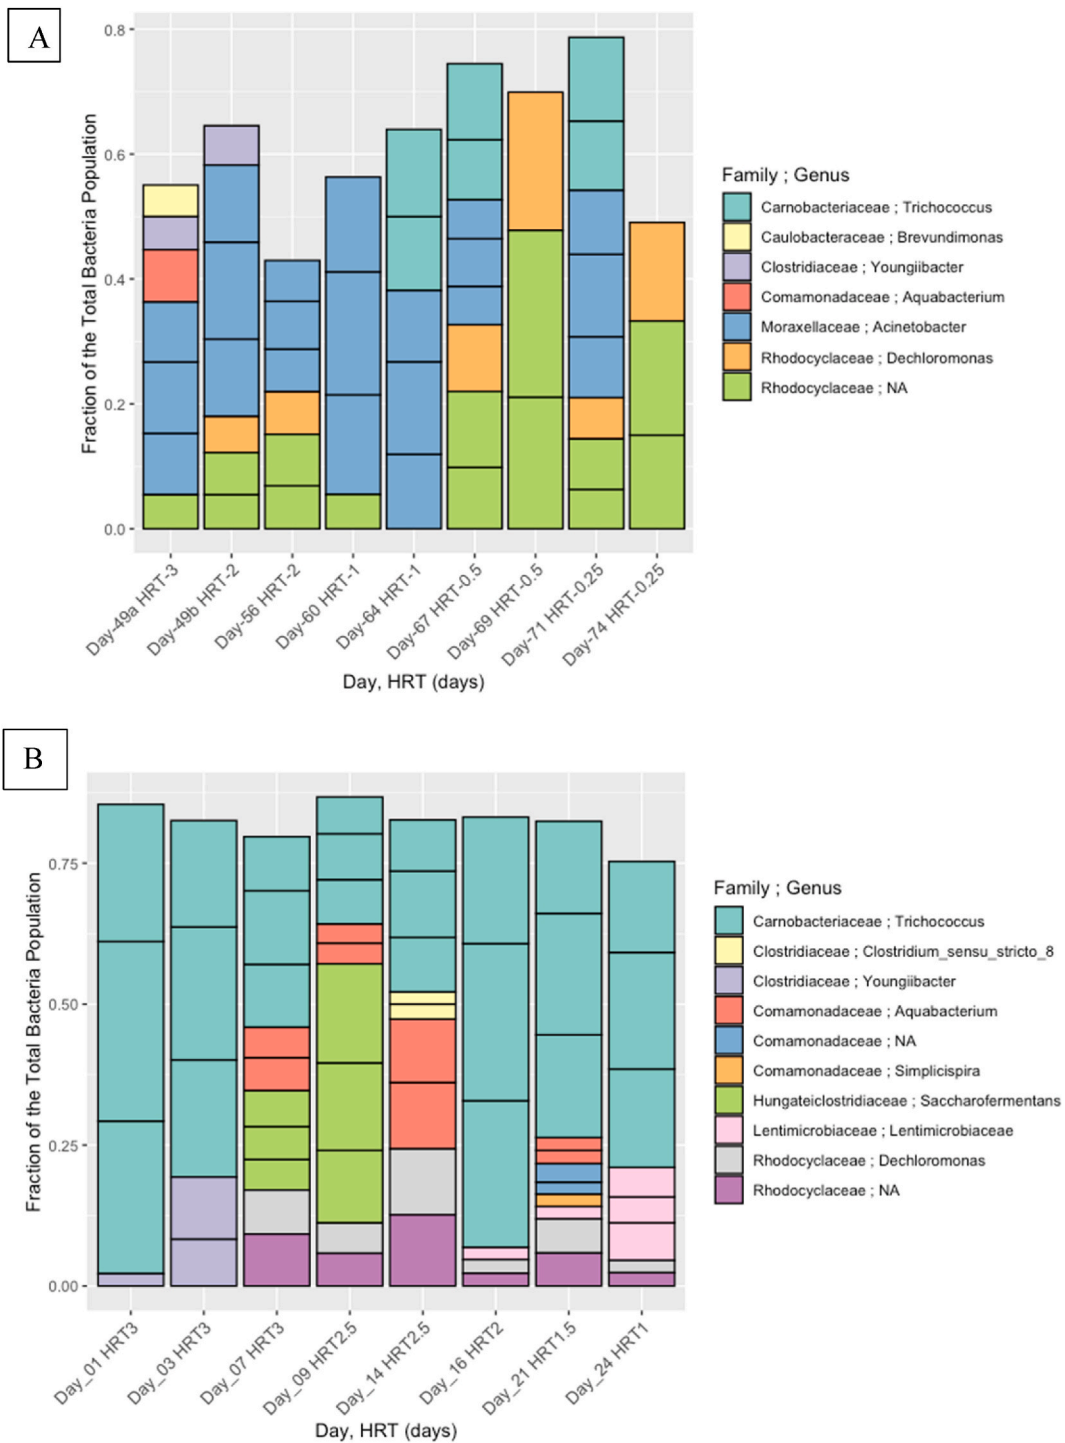 A
Fraction of the Total Bacteria Population
0.8
0.6
0.4
0.2
0.0
Day-49a HRT-3
Day-49b HRT-2
Day-56 HRT-2
Day-60 HRT-1
Day-64 HRT-1
Day-67 HRT-0.5
Day-69 HRT-0.5
Day-71 HRT-0.25
Day-74 HRT-0.25
Day, HRT (days)
Family ; Genus
Carnobacteriaceae ; Trichococcus
Caulobacteraceae ; Brevundimonas
Clostridiaceae ; Youngiibacter
Comamonadaceae ; Aquabacterium
Moraxellaceae ; Acinetobacter
Rhodocyclaceae ; Dechloromonas
Rhodocyclaceae ; NA
B
Fraction of the Total Bacteria Population
0.75
0.50
0.25
0.00
Day_01 HRT3
Day_03 HRT3
Day_07 HRT3
Day_09 HRT2.5
Day_14 HRT2.5
Day_16 HRT2
Day_21 HRT1.5
Day_24 HRT1
Day, HRT (days)
Family ; Genus
Carnobacteriaceae ; Trichococcus
Clostridiaceae ; Clostridium_sensu_stricto_8
Clostridiaceae ; Youngiibacter
Comamonadaceae ; Aquabacterium
Comamonadaceae ; NA
Comamonadaceae ; Simplicispira
Hungateiclostridiaceae ; Saccharofermentans
Lentimicrobiaceae ; Lentimicrobiaceae
Rhodocyclaceae ; Dechloromonas
Rhodocyclaceae ; NA